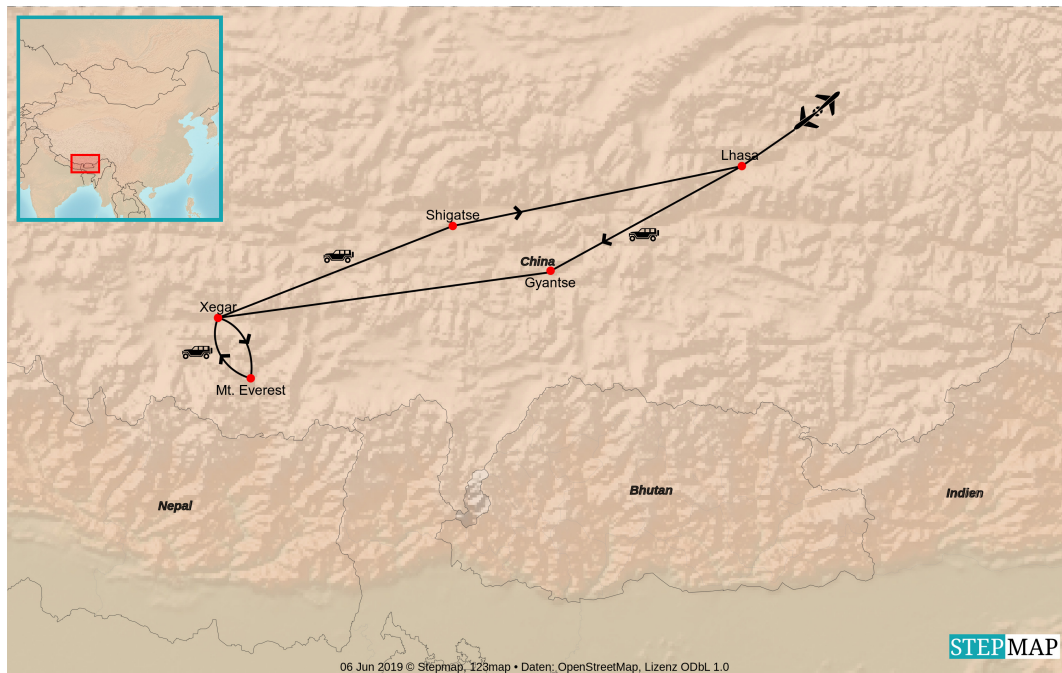 Lhasa
Shigatse
China
Gyantse
Xegar
Mt. Everest
Nepal
Bhutan
Indien
STEPMAP
06 Jun 2019 © Stepmap, 123map • Daten: OpenStreetMap, Lizenz ODbL 1.0